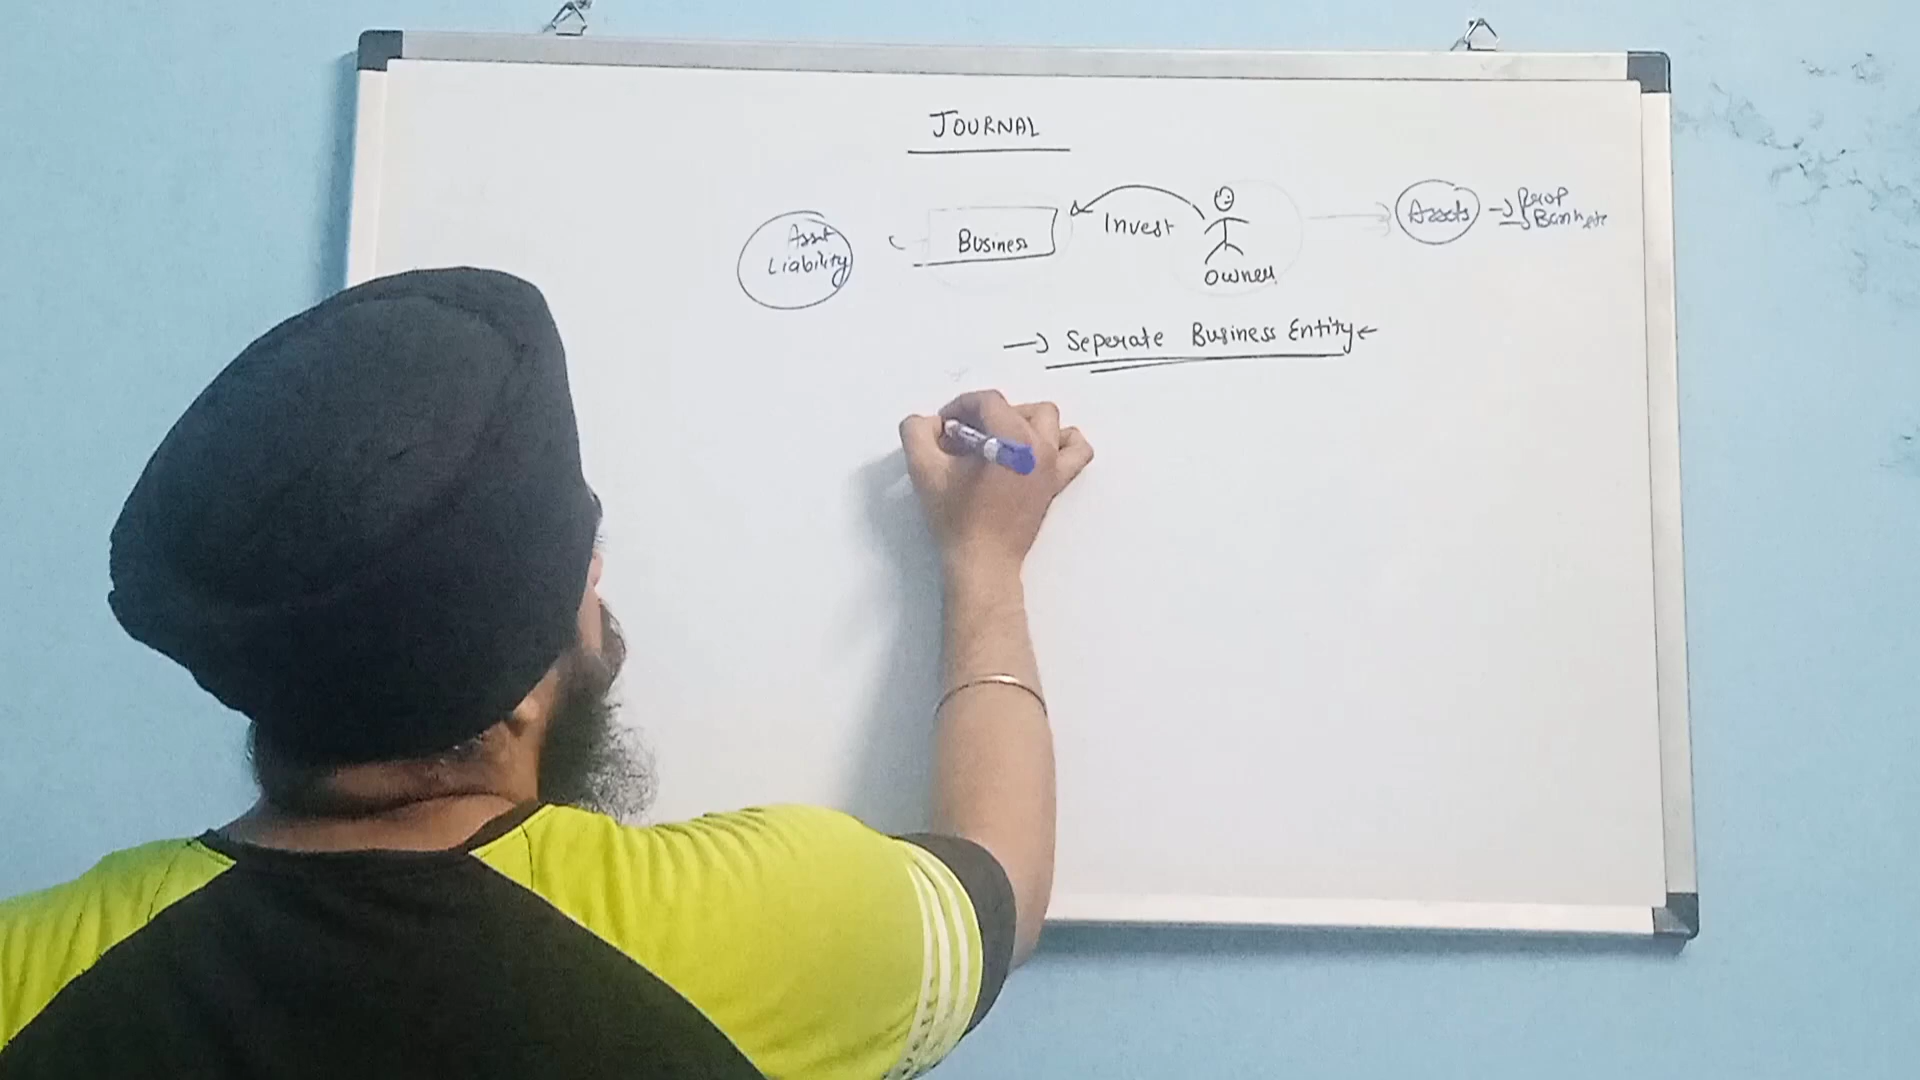 JOURNAL
Asset
Liability
Business
Invest
Owner
Assets
Prop
Bank etc
Seperate Business Entity